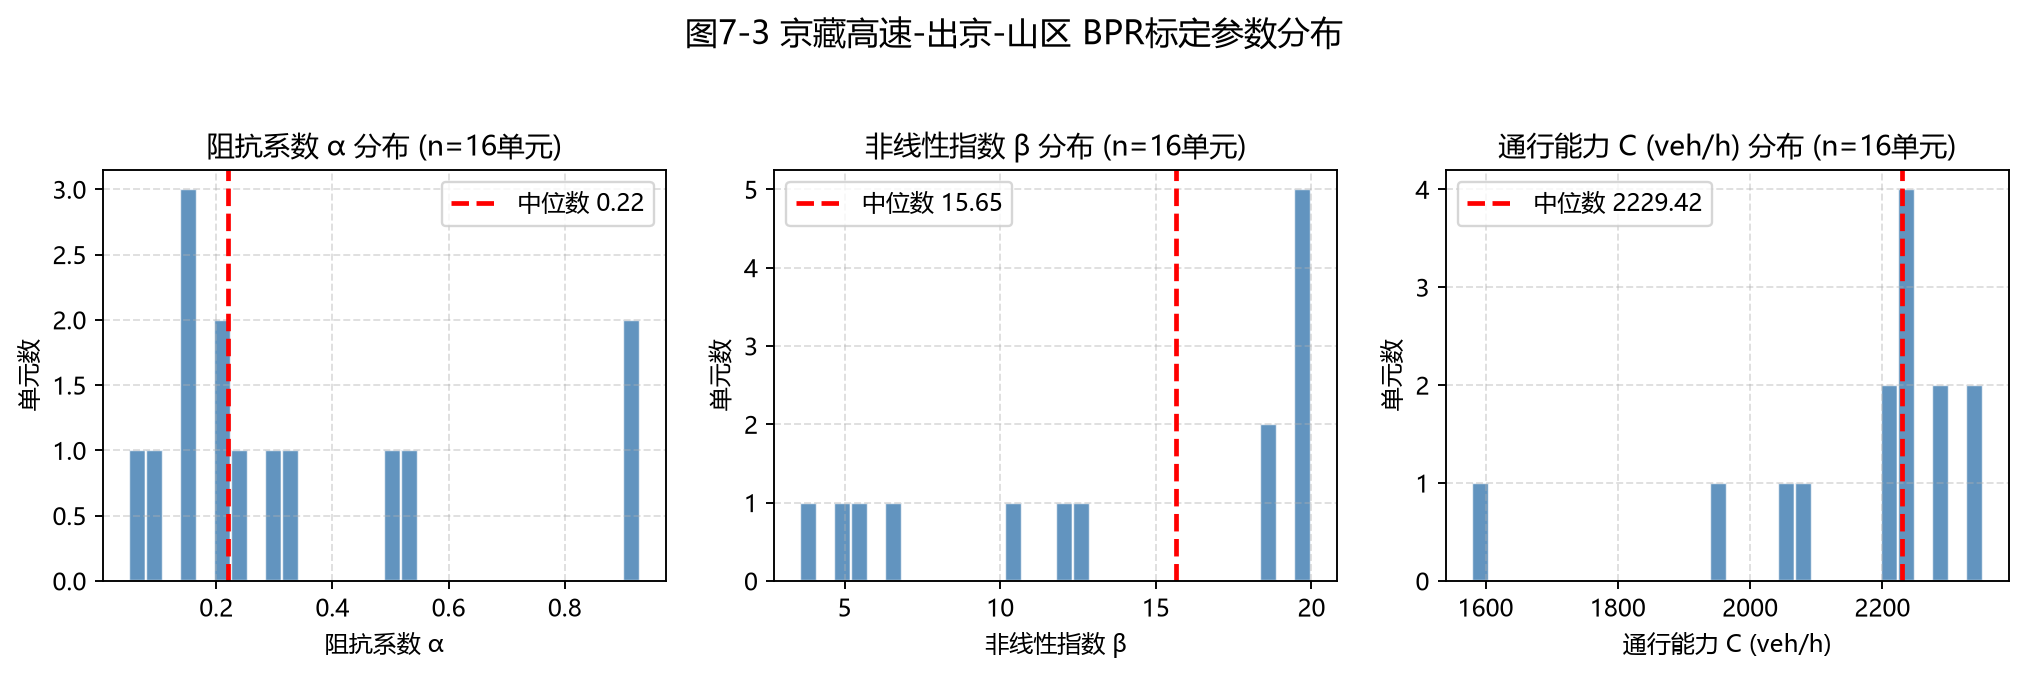 图7-3 京藏高速-出京-山区 BPR标定参数分布
阻抗系数 α 分布 (n=16单元)
中位数 0.22
单元数
3.0
2.5
2.0
1.5
1.0
0.5
0.0
0.2
0.4
0.6
0.8
阻抗系数 α
非线性指数 β 分布 (n=16单元)
中位数 15.65
单元数
5
4
3
2
1
0
5
10
15
20
非线性指数 β
通行能力 C (veh/h) 分布 (n=16单元)
中位数 2229.42
单元数
4
3
2
1
0
1600
1800
2000
2200
通行能力 C (veh/h)